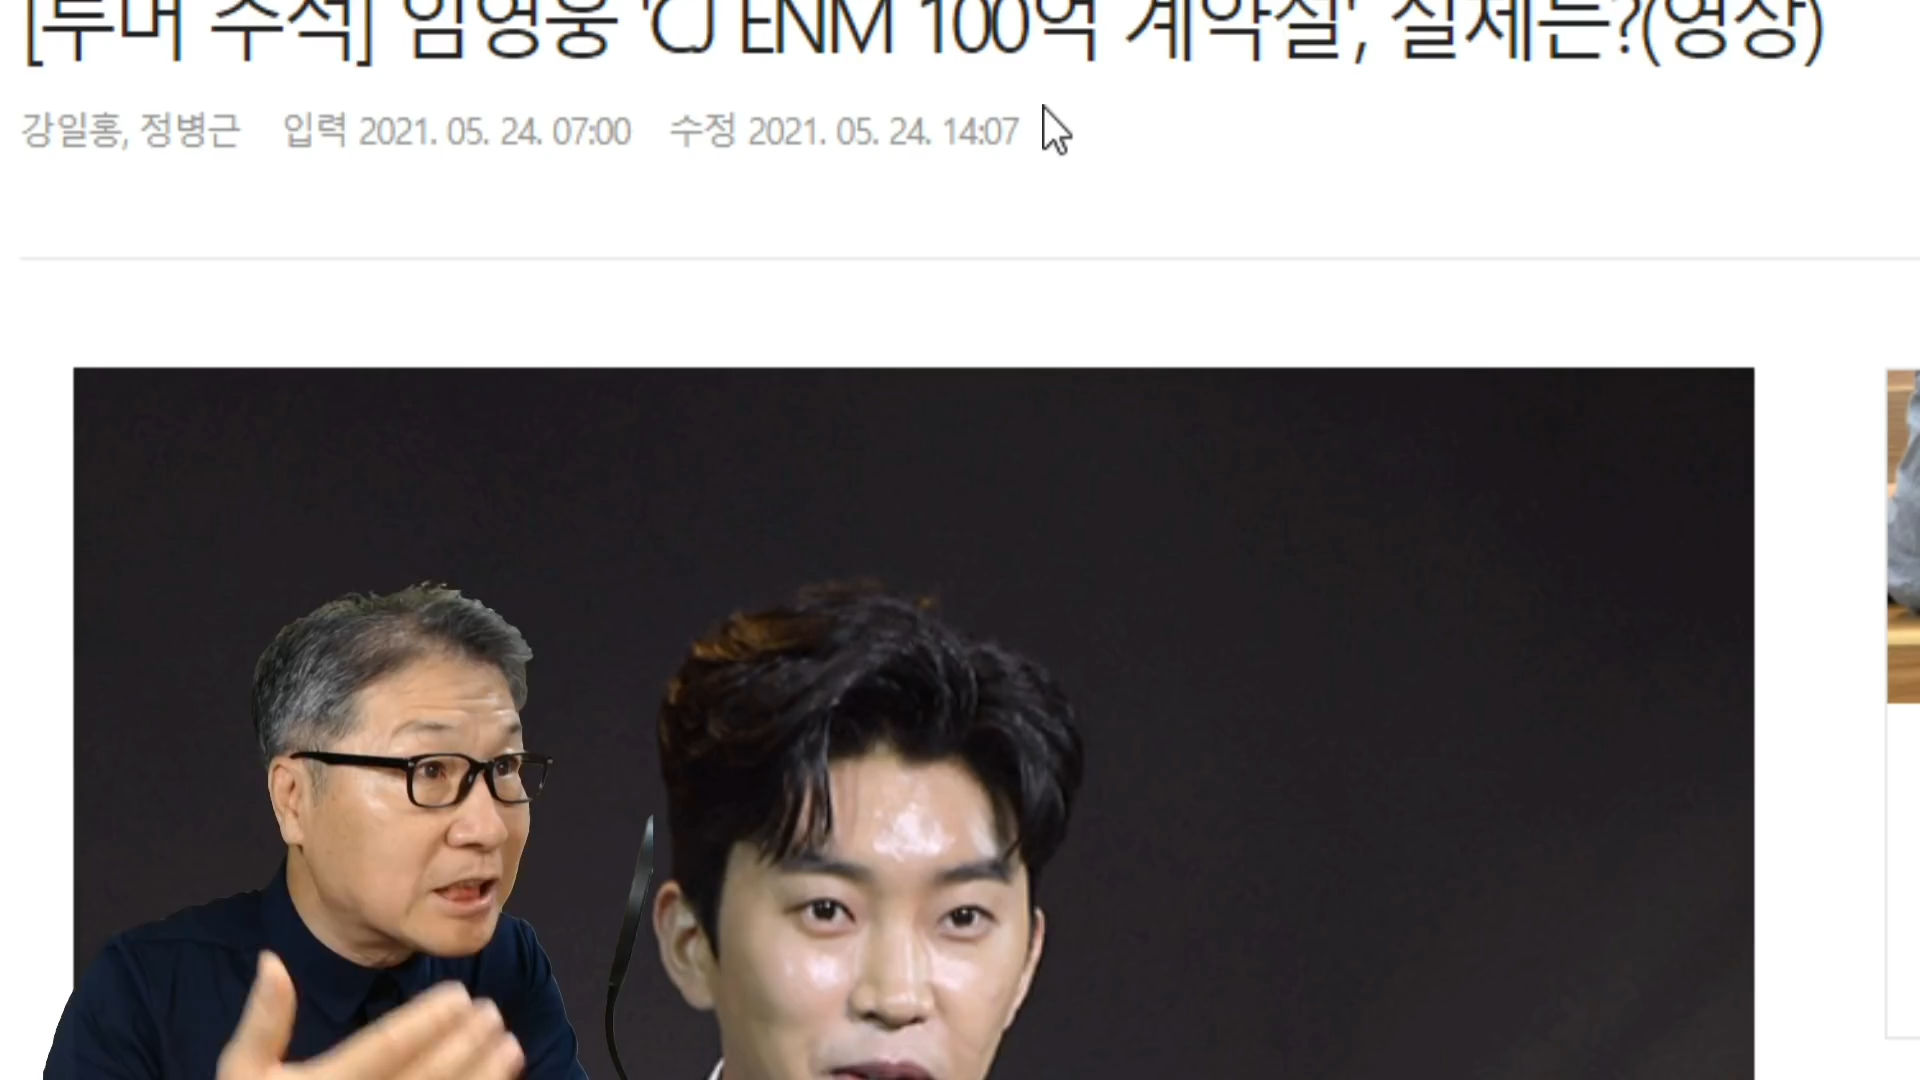 [투머 추적] 임영웅 'CJ ENM 100억 계약설', 실체는?(영상)
강일홍, 정병근 입력 2021. 05. 24. 07:00 수정 2021. 05. 24. 14:07